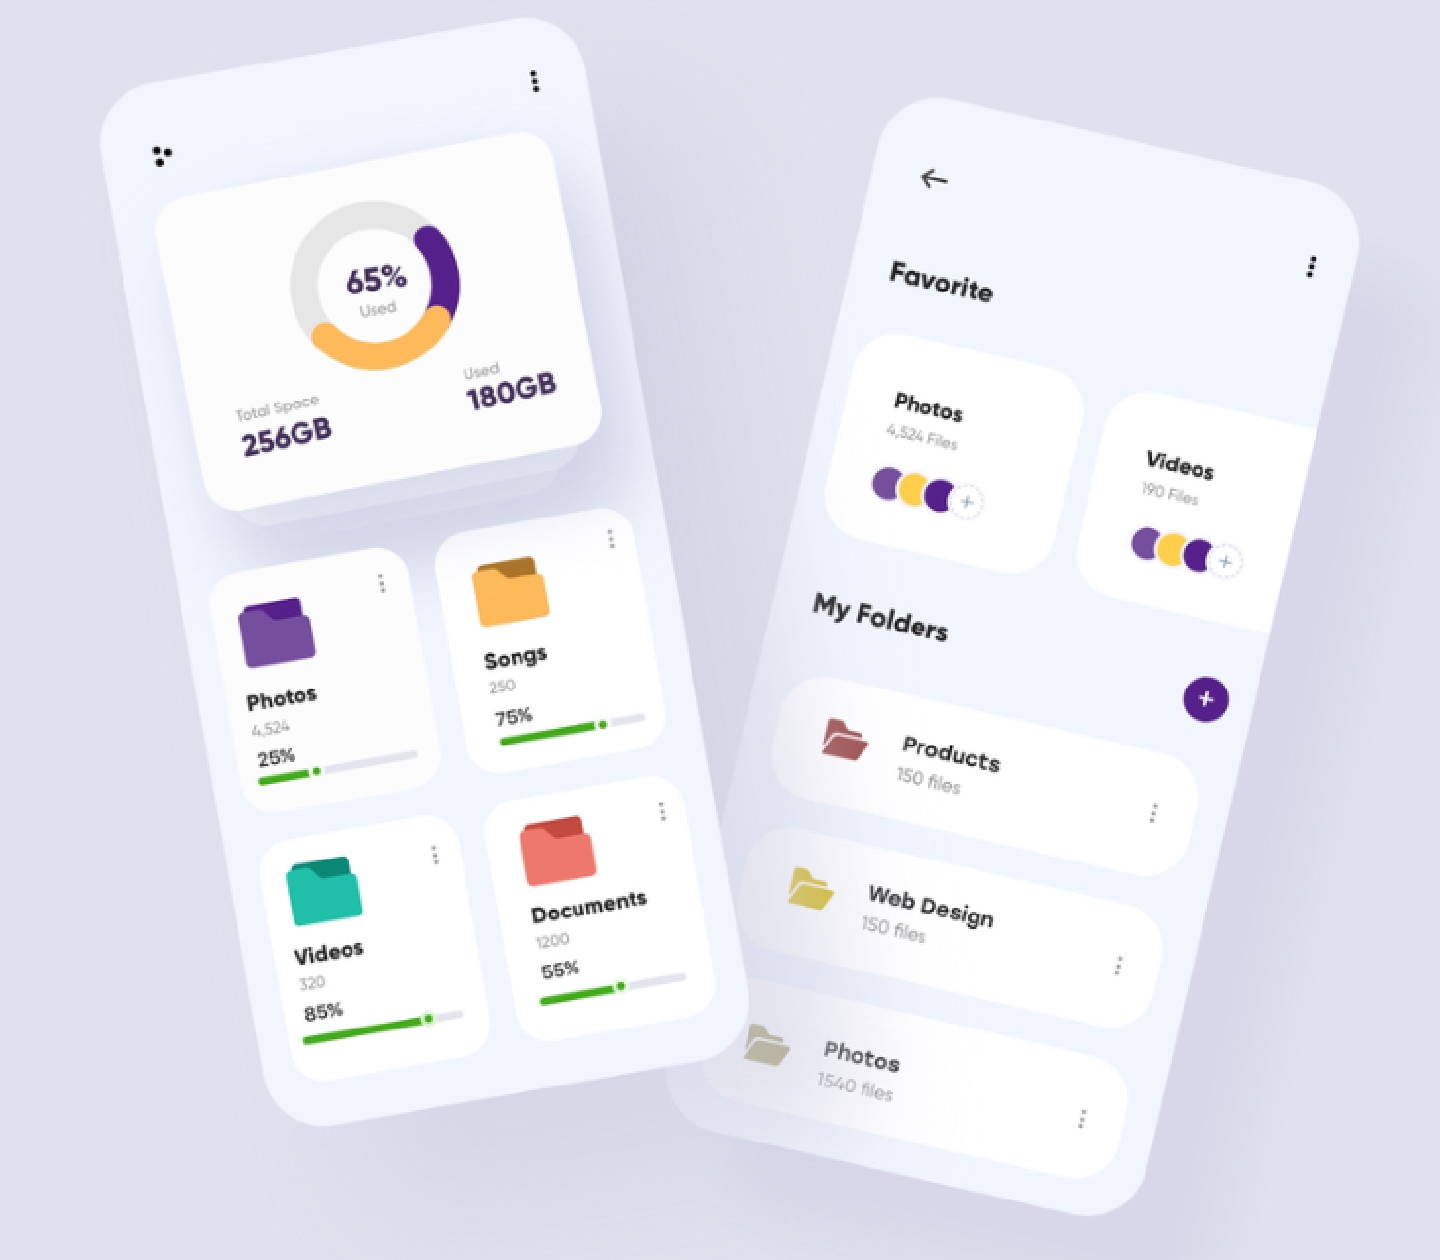 65%
Used
Total Space
256GB
Used
180GB
Photos
4,524
25%
Songs
250
75%
Videos
320
85%
Documents
1200
55%
Favorite
Photos
4,524 Files
Videos
190 Files
My Folders
Products
150 files
Web Design
150 files
Photos
1540 files